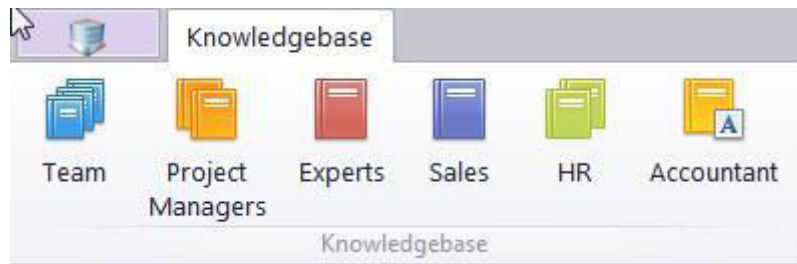 Knowledgebase
Team
Project
Managers
Experts
Sales
HR
A
Accountant
Knowledgebase